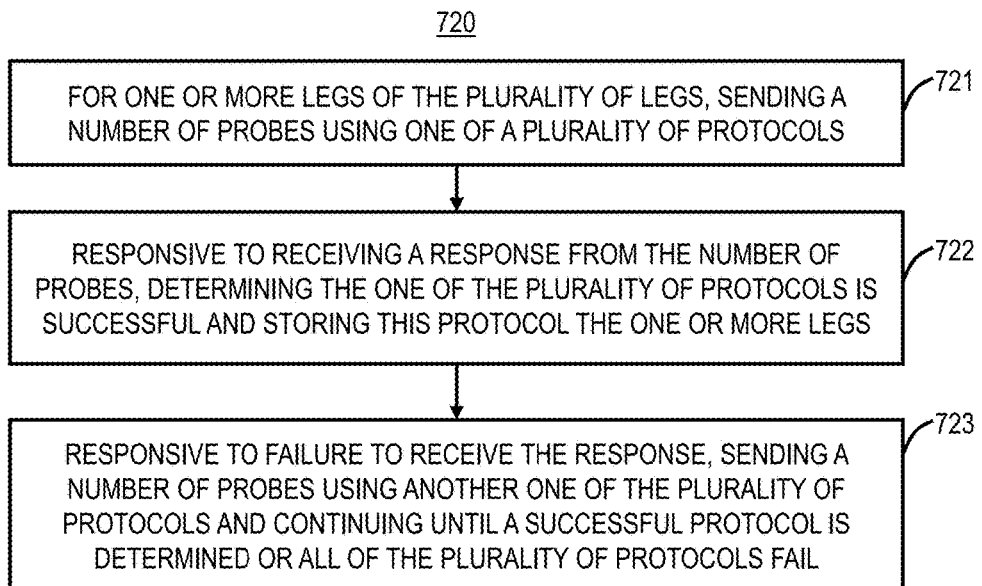 720
FOR ONE OR MORE LEGS OF THE PLURALITY OF LEGS, SENDING A
NUMBER OF PROBES USING ONE OF A PLURALITY OF PROTOCOLS
721
RESPONSIVE TO RECEIVING A RESPONSE FROM THE NUMBER OF
PROBES, DETERMINING THE ONE OF THE PLURALITY OF PROTOCOLS IS
SUCCESSFUL AND STORING THIS PROTOCOL THE ONE OR MORE LEGS
722
RESPONSIVE TO FAILURE TO RECEIVE THE RESPONSE, SENDING A
NUMBER OF PROBES USING ANOTHER ONE OF THE PLURALITY OF
PROTOCOLS AND CONTINUING UNTIL A SUCCESSFUL PROTOCOL IS
DETERMINED OR ALL OF THE PLURALITY OF PROTOCOLS FAIL
723